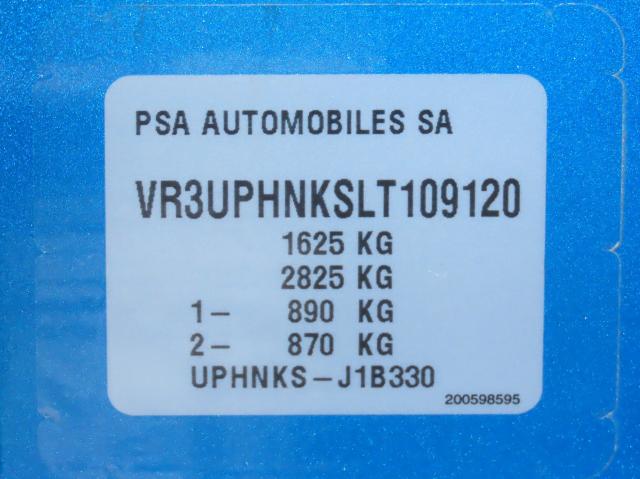 PSA AUTOMOBILES SA
VR3UPHNKSLT109120
1625 KG
2825 KG
1- 890 KG
2- 870 KG
UPHNKS-J1B330
200598595